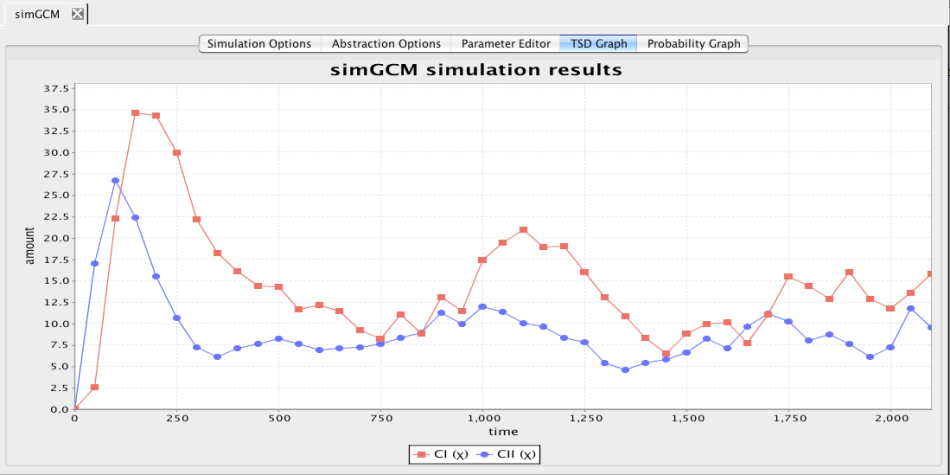 simGCM
Simulation Options Abstraction Options Parameter Editor TSD Graph Probability Graph
simGCM simulation results
37.5
35.0
32.5
30.0
27.5
25.0
22.5
20.0
17.5
15.0
12.5
10.0
7.5
5.0
2.5
0.0
amount
0 250 500 750 1,000 1,250 1,500 1,750 2,000
time
CI (x) CII (x)